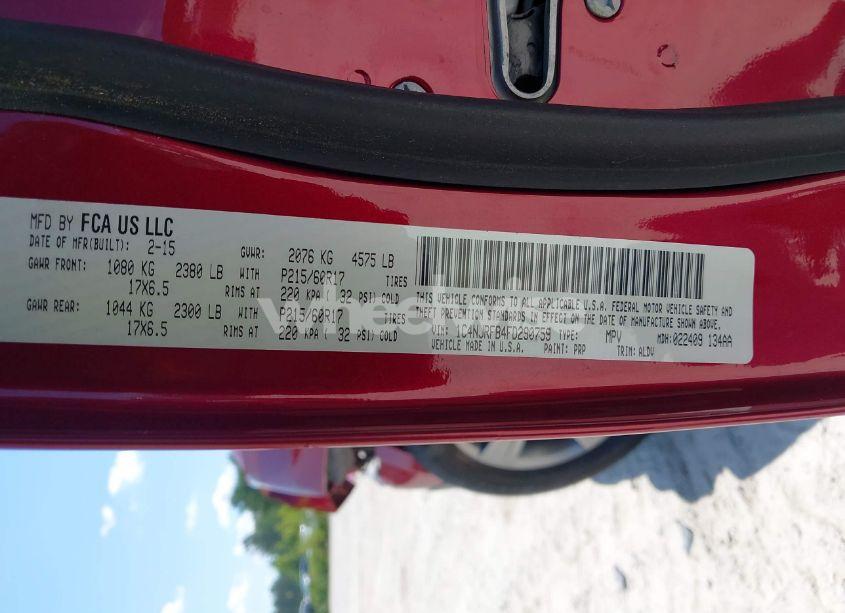 MFD BY FCA US LLC
DATE OF MFR(BUILT): 2-15 GVWR: 2076 KG 4575 LB
GAWR FRONT: 1080 KG 2380 LB WITH P215/60R17 TIRES
17X6.5 RIMS AT 220 KPA ( 32 PSI) COLD
GAWR REAR: 1044 KG 2300 LB WITH P215/60R17 TIRES
17X6.5 RIMS AT 220 KPA ( 32 PSI) COLD
THIS VEHICLE CONFORMS TO ALL APPLICABLE U.S.A. FEDERAL MOTOR VEHICLE SAFETY AND
THEFT PREVENTION STANDARDS IN EFFECT ON THE DATE OF MANUFACTURE SHOWN ABOVE.
VIN: TYPE: MPV MDH:022409 134AA
VEHICLE MADE IN U.S.A. PAINT: PRP TRIM: ALDV